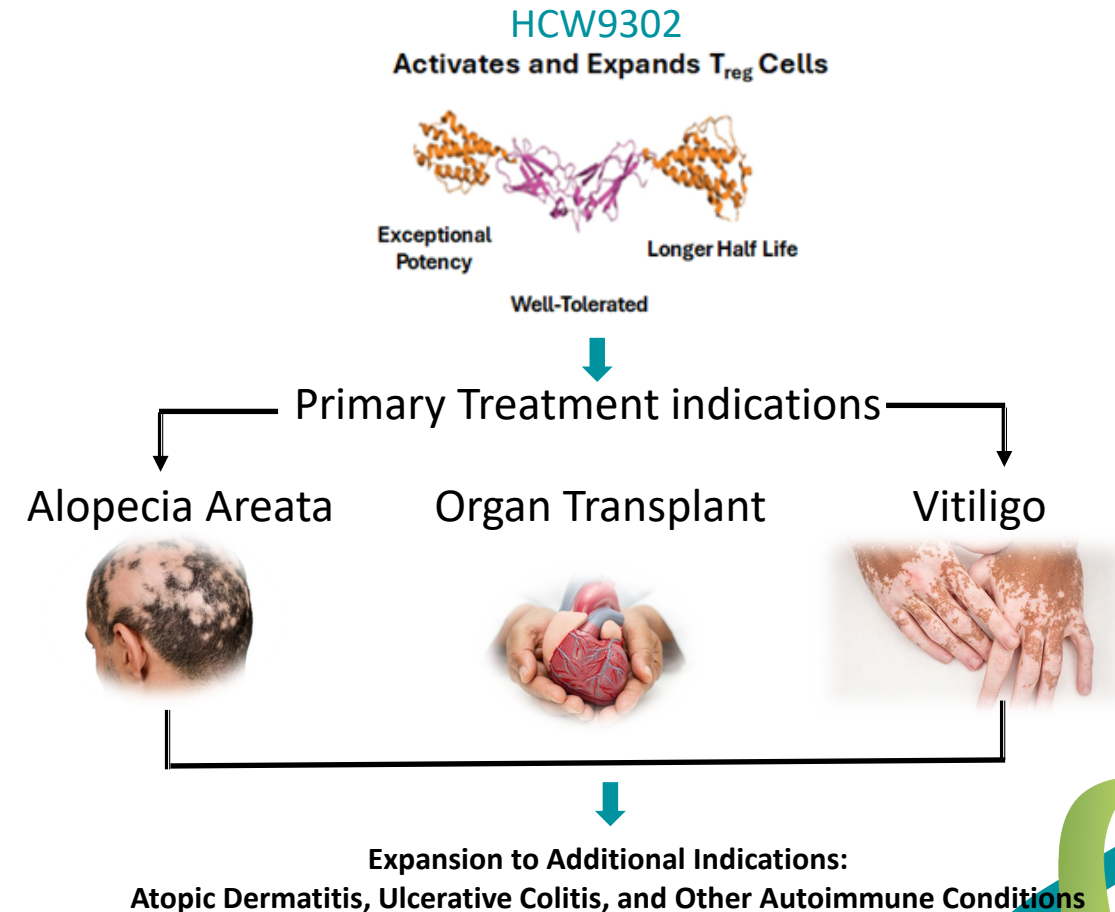 HCW9302
Activates and Expands Treg Cells
Exceptional
Potency
Longer Half Life
Well-Tolerated
Primary Treatment indications
Alopecia Areata
Organ Transplant
Vitiligo
Expansion to Additional Indications:
Atopic Dermatitis, Ulcerative Colitis, and Other Autoimmune Conditions